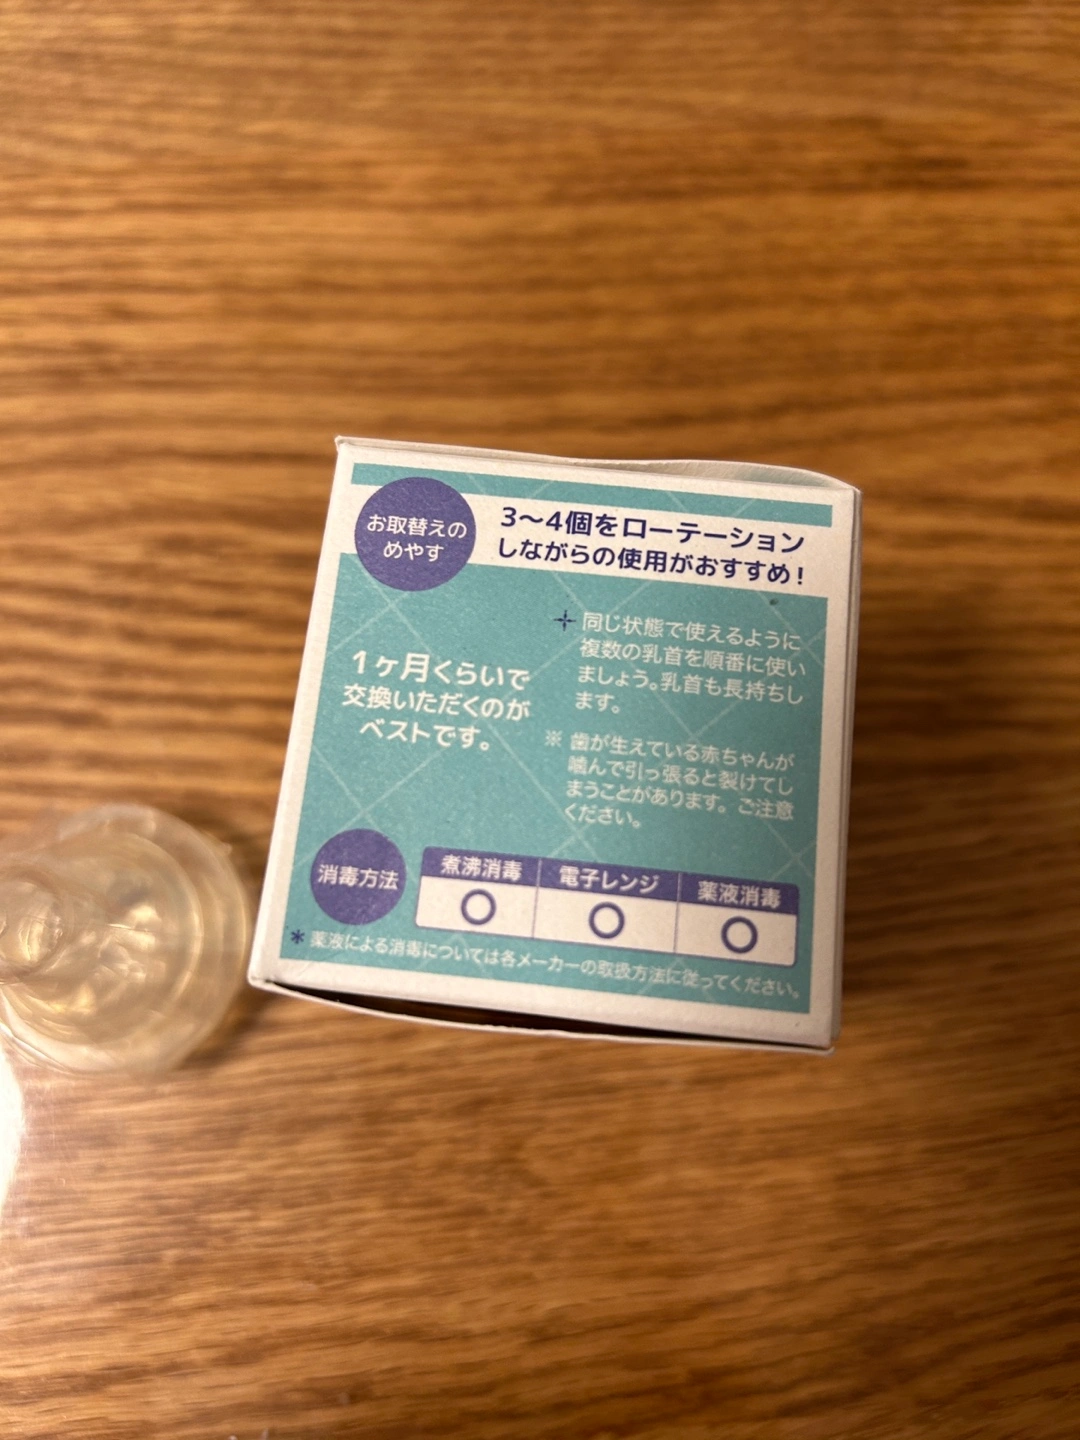 お取替えの
めやす
3〜4個をローテーション
しながらの使用がおすすめ!
1ヶ月くらいで
交換いただくのが
ベストです。
同じ状態で使えるように
複数の乳首を順番に使い
ましょう。乳首も長持ちし
ます。
※ 歯が生えている赤ちゃんが
噛んで引っ張ると裂けてし
まうことがあります。ご注意
ください。
消毒方法
煮沸消毒 電子レンジ 薬液消毒
○ ○ ○
* 薬液による消毒については各メーカーの取扱方法に従ってください。